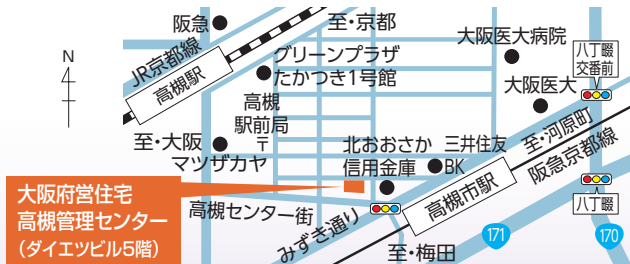 阪急
至・京都
N
JR京都線
高槻駅
グリーンプラザ
たかつき1号館
大阪医大病院
八丁畷
交番前
大阪医大
高槻
駅前局
〒
至・大阪
マツザカヤ
北おおさか
信用金庫
三井住友
BK
至・河原町
阪急京都線
大阪府営住宅
高槻管理センター
(ダイエツビル5階)
高槻センター街
みずき通り
高槻市駅
八丁畷
至・梅田
171
170